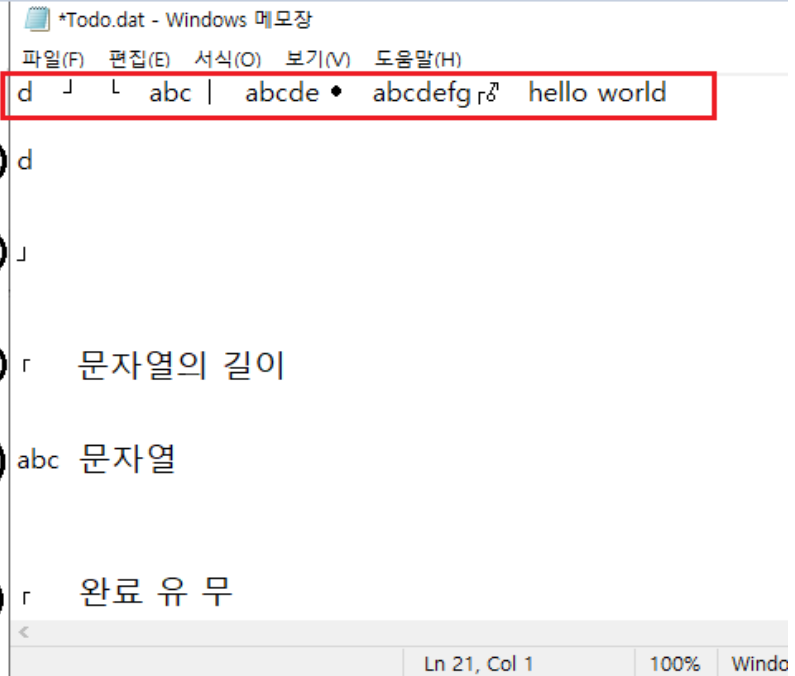 *Todo.dat - Windows 메모장
파일(F) 편집(E) 서식(O) 보기(V) 도움말(H)
d ┘ └ abc │ abcde • abcdefg┌♂ hello world
d
┘
┌ 문자열의 길이
abc 문자열
┌ 완료 유 무
Ln 21, Col 1 100%